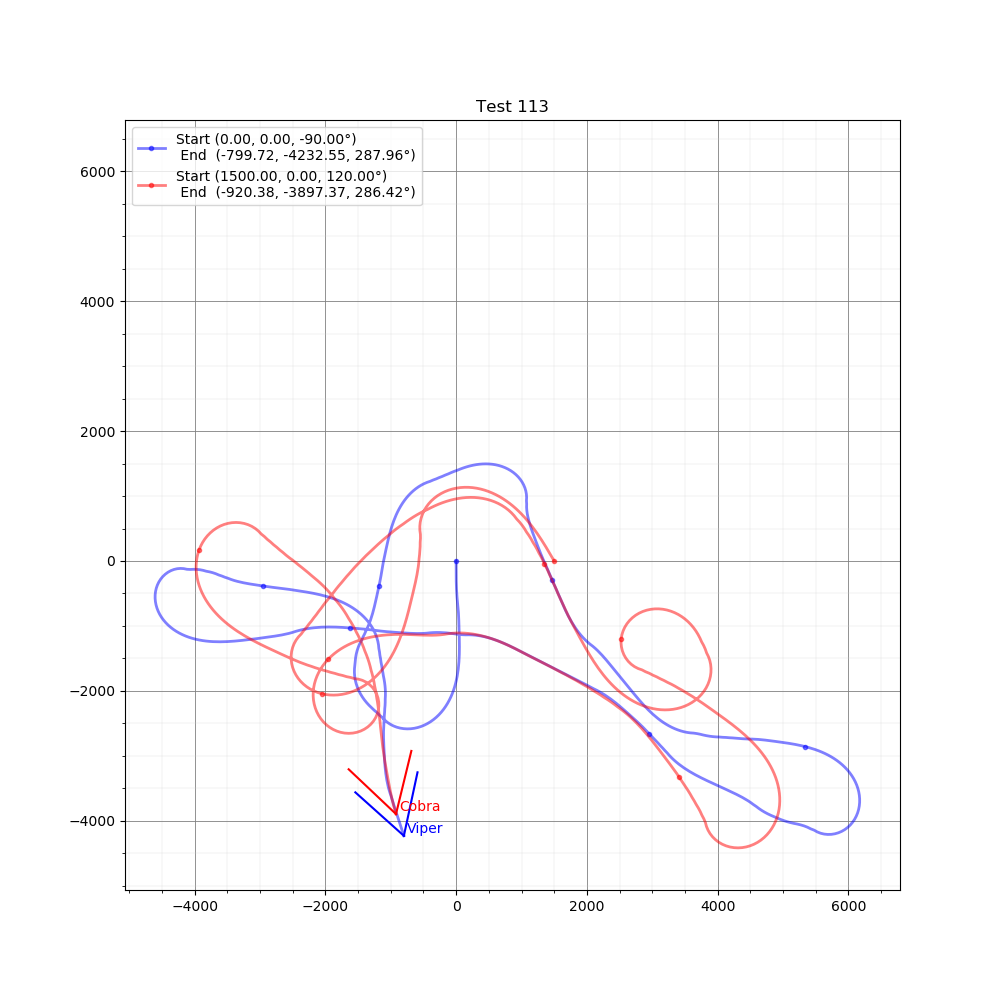 Test 113
Start (0.00, 0.00, -90.00°)
End  (-799.72, -4232.55, 287.96°)
Start (1500.00, 0.00, 120.00°)
End  (-920.38, -3897.37, 286.42°)
6000
4000
2000
0
−2000
−4000
Cobra
Viper
−4000
−2000
0
2000
4000
6000